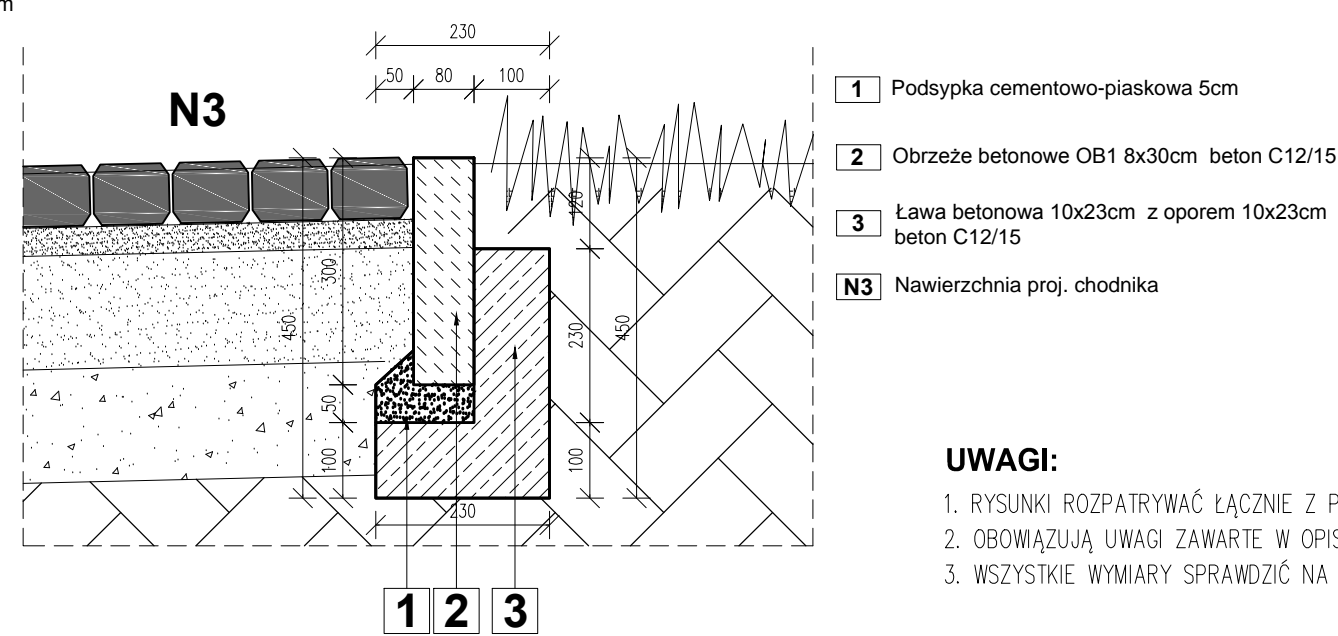 m
230
50 80 100
N3
1 Podsypka cementowo-piaskowa 5cm
2 Obrzeże betonowe OB1 8x30cm beton C12/15
3 Ława betonowa 10x23cm z oporem 10x23cm
beton C12/15
N3 Nawierzchnia proj. chodnika
120
300
450
230
450
50
100
100
230
UWAGI:
1. RYSUNKI ROZPATRYWAĆ ŁĄCZNIE Z P
2. OBOWIĄZUJĄ UWAGI ZAWARTE W OPIS
3. WSZYSTKIE WYMIARY SPRAWDZIĆ NA
1 2 3